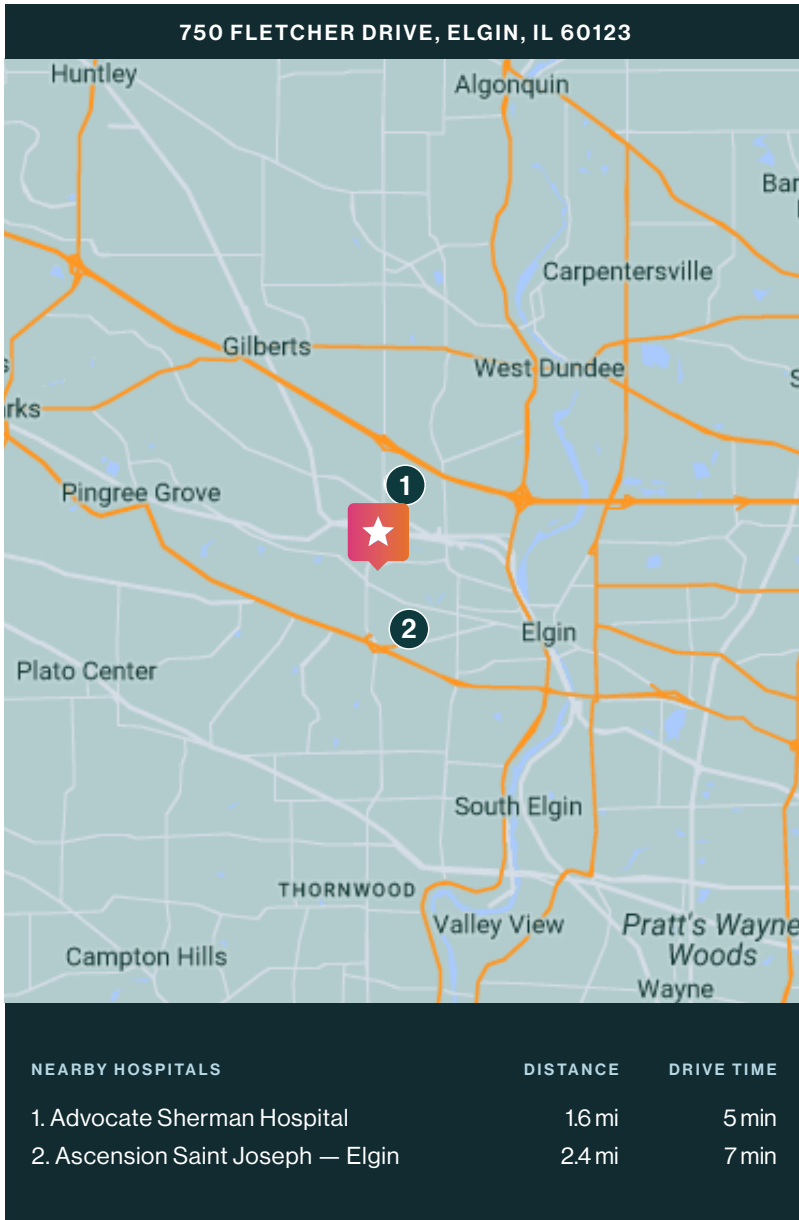 750 FLETCHER DRIVE, ELGIN, IL 60123
Huntley
Algonquin
Carpentersville
Gilberts
West Dundee
arks
1
Pingree Grove
2
Elgin
Plato Center
South Elgin
THORNWOOD
Valley View
Pratt's Wayne
Woods
Campton Hills
Wayne
NEARBY HOSPITALS DISTANCE DRIVE TIME
1. Advocate Sherman Hospital 1.6 mi 5 min
2. Ascension Saint Joseph — Elgin 2.4 mi 7 min